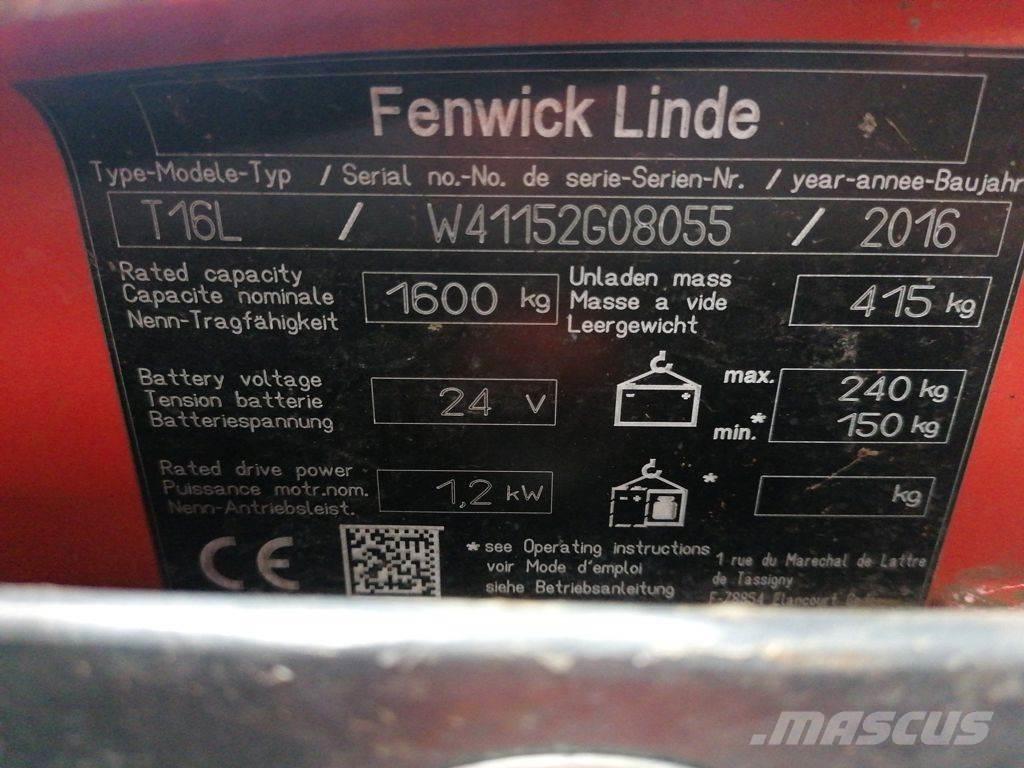 Fenwick Linde
Type-Modele-Typ / Serial no.-No. de serie-Serien-Nr. / year-annee-Baujahr
T16L / W41152G08055 / 2016
Rated capacity
Capacite nominale
Nenn-Tragfähigkeit
1600 kg
Unladen mass
Masse a vide
Leergewicht
415 kg
Battery voltage
Tension batterie
Batteriespannung
24 V
max. 240 kg
min.* 150 kg
Rated drive power
Puissance motr.nom.
Nenn-Antriebsleist.
1,2 kW
* kg
CE
* see Operating instructions
voir Mode d'emploi
siehe Betriebsanleitung
1 rue du Marechal de Lattre
de Tassigny
Elancourt
.MASCUS